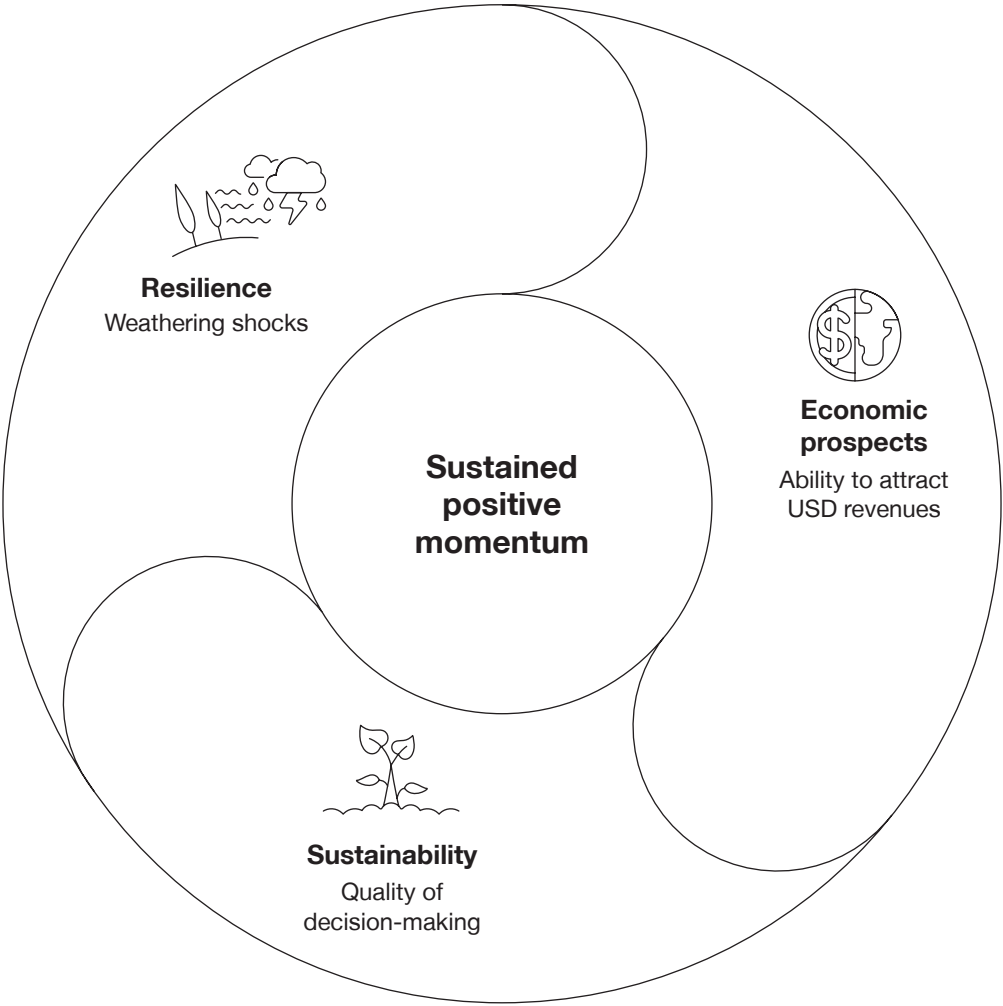 Resilience
Weathering shocks
Economic
prospects
Ability to attract
USD revenues
Sustained
positive
momentum
Sustainability
Quality of
decision-making